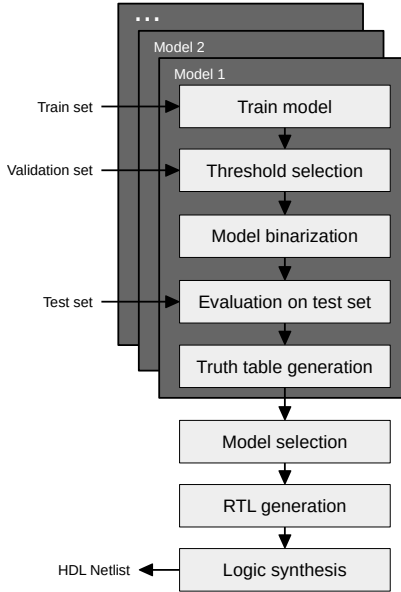 ...
Model 2
Model 1
Train set
Train model
Validation set
Threshold selection
Model binarization
Test set
Evaluation on test set
Truth table generation
Model selection
RTL generation
HDL Netlist
Logic synthesis